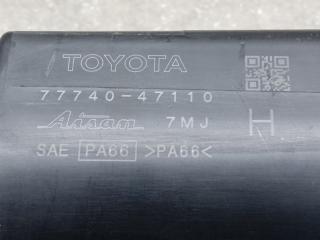 TOYOTA
77740-47110
Aisan 7MJ H
SAE PA66 >PA66<